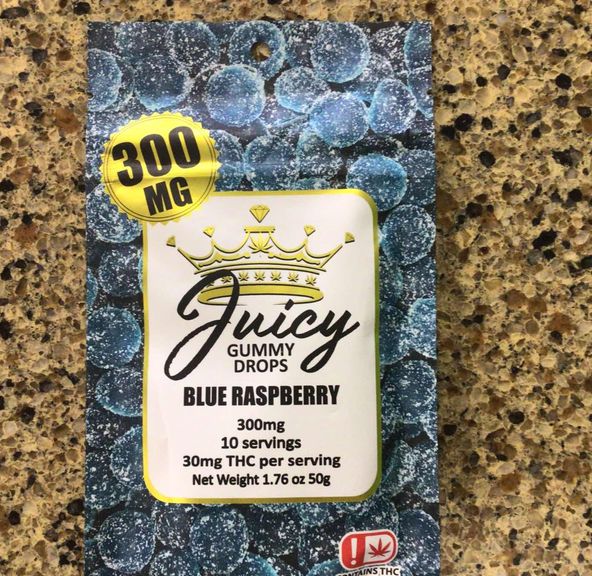 300
MG
Juicy
GUMMY
DROPS
BLUE RASPBERRY
300mg
10 servings
30mg THC per serving
Net Weight 1.76 oz 50g
!
THC